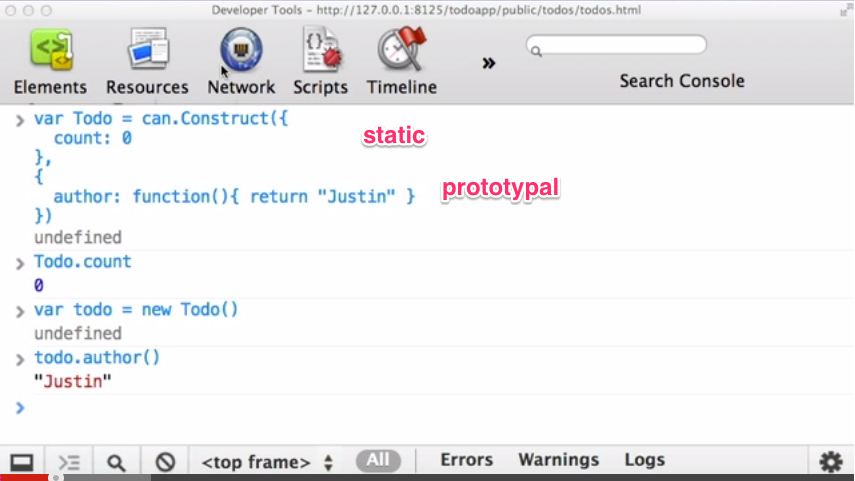 Developer Tools - http://127.0.0.1:8125/todoapp/public/todos/todos.html
Elements Resources Network Scripts Timeline » Search Console
> var Todo = can.Construct({
count: 0 static
},
{
author: function(){ return "Justin" } prototypal
})
undefined
> Todo.count
0
> var todo = new Todo()
undefined
> todo.author()
"Justin"
>
<top frame> All Errors Warnings Logs